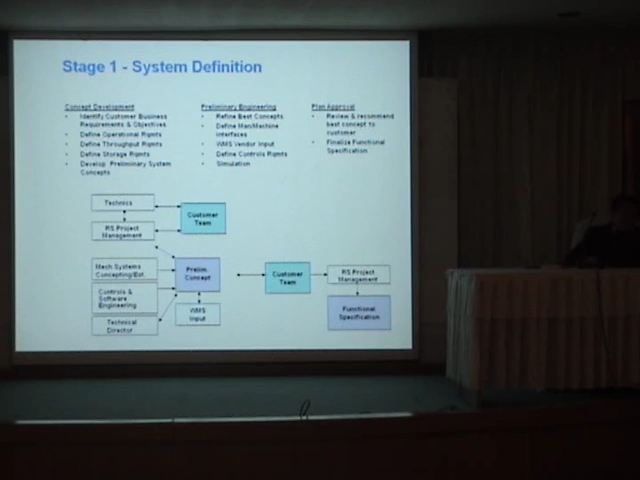 Stage 1 - System Definition
Concept Development
Identify Customer Business
Requirements & Objectives
Define Operational Rqmts
Define Throughput Rqmts
Define Storage Rqmts
Develop Preliminary System
Concepts
Preliminary Engineering
Refine Best Concepts
Define Man/Machine
Interfaces
WMS Vendor Input
Define Controls Rqmts
Simulation
Plan Approval
Review & recommend
best concept to
customer
Finalize Functional
Specification
Technics
RS Project
Management
Mech Systems
Concepting/Est.
Controls &
Software
Engineering
Technical
Director
Customer
Team
Prelim.
Concept
WMS
Input
Customer
Team
RS Project
Management
Functional
Specification